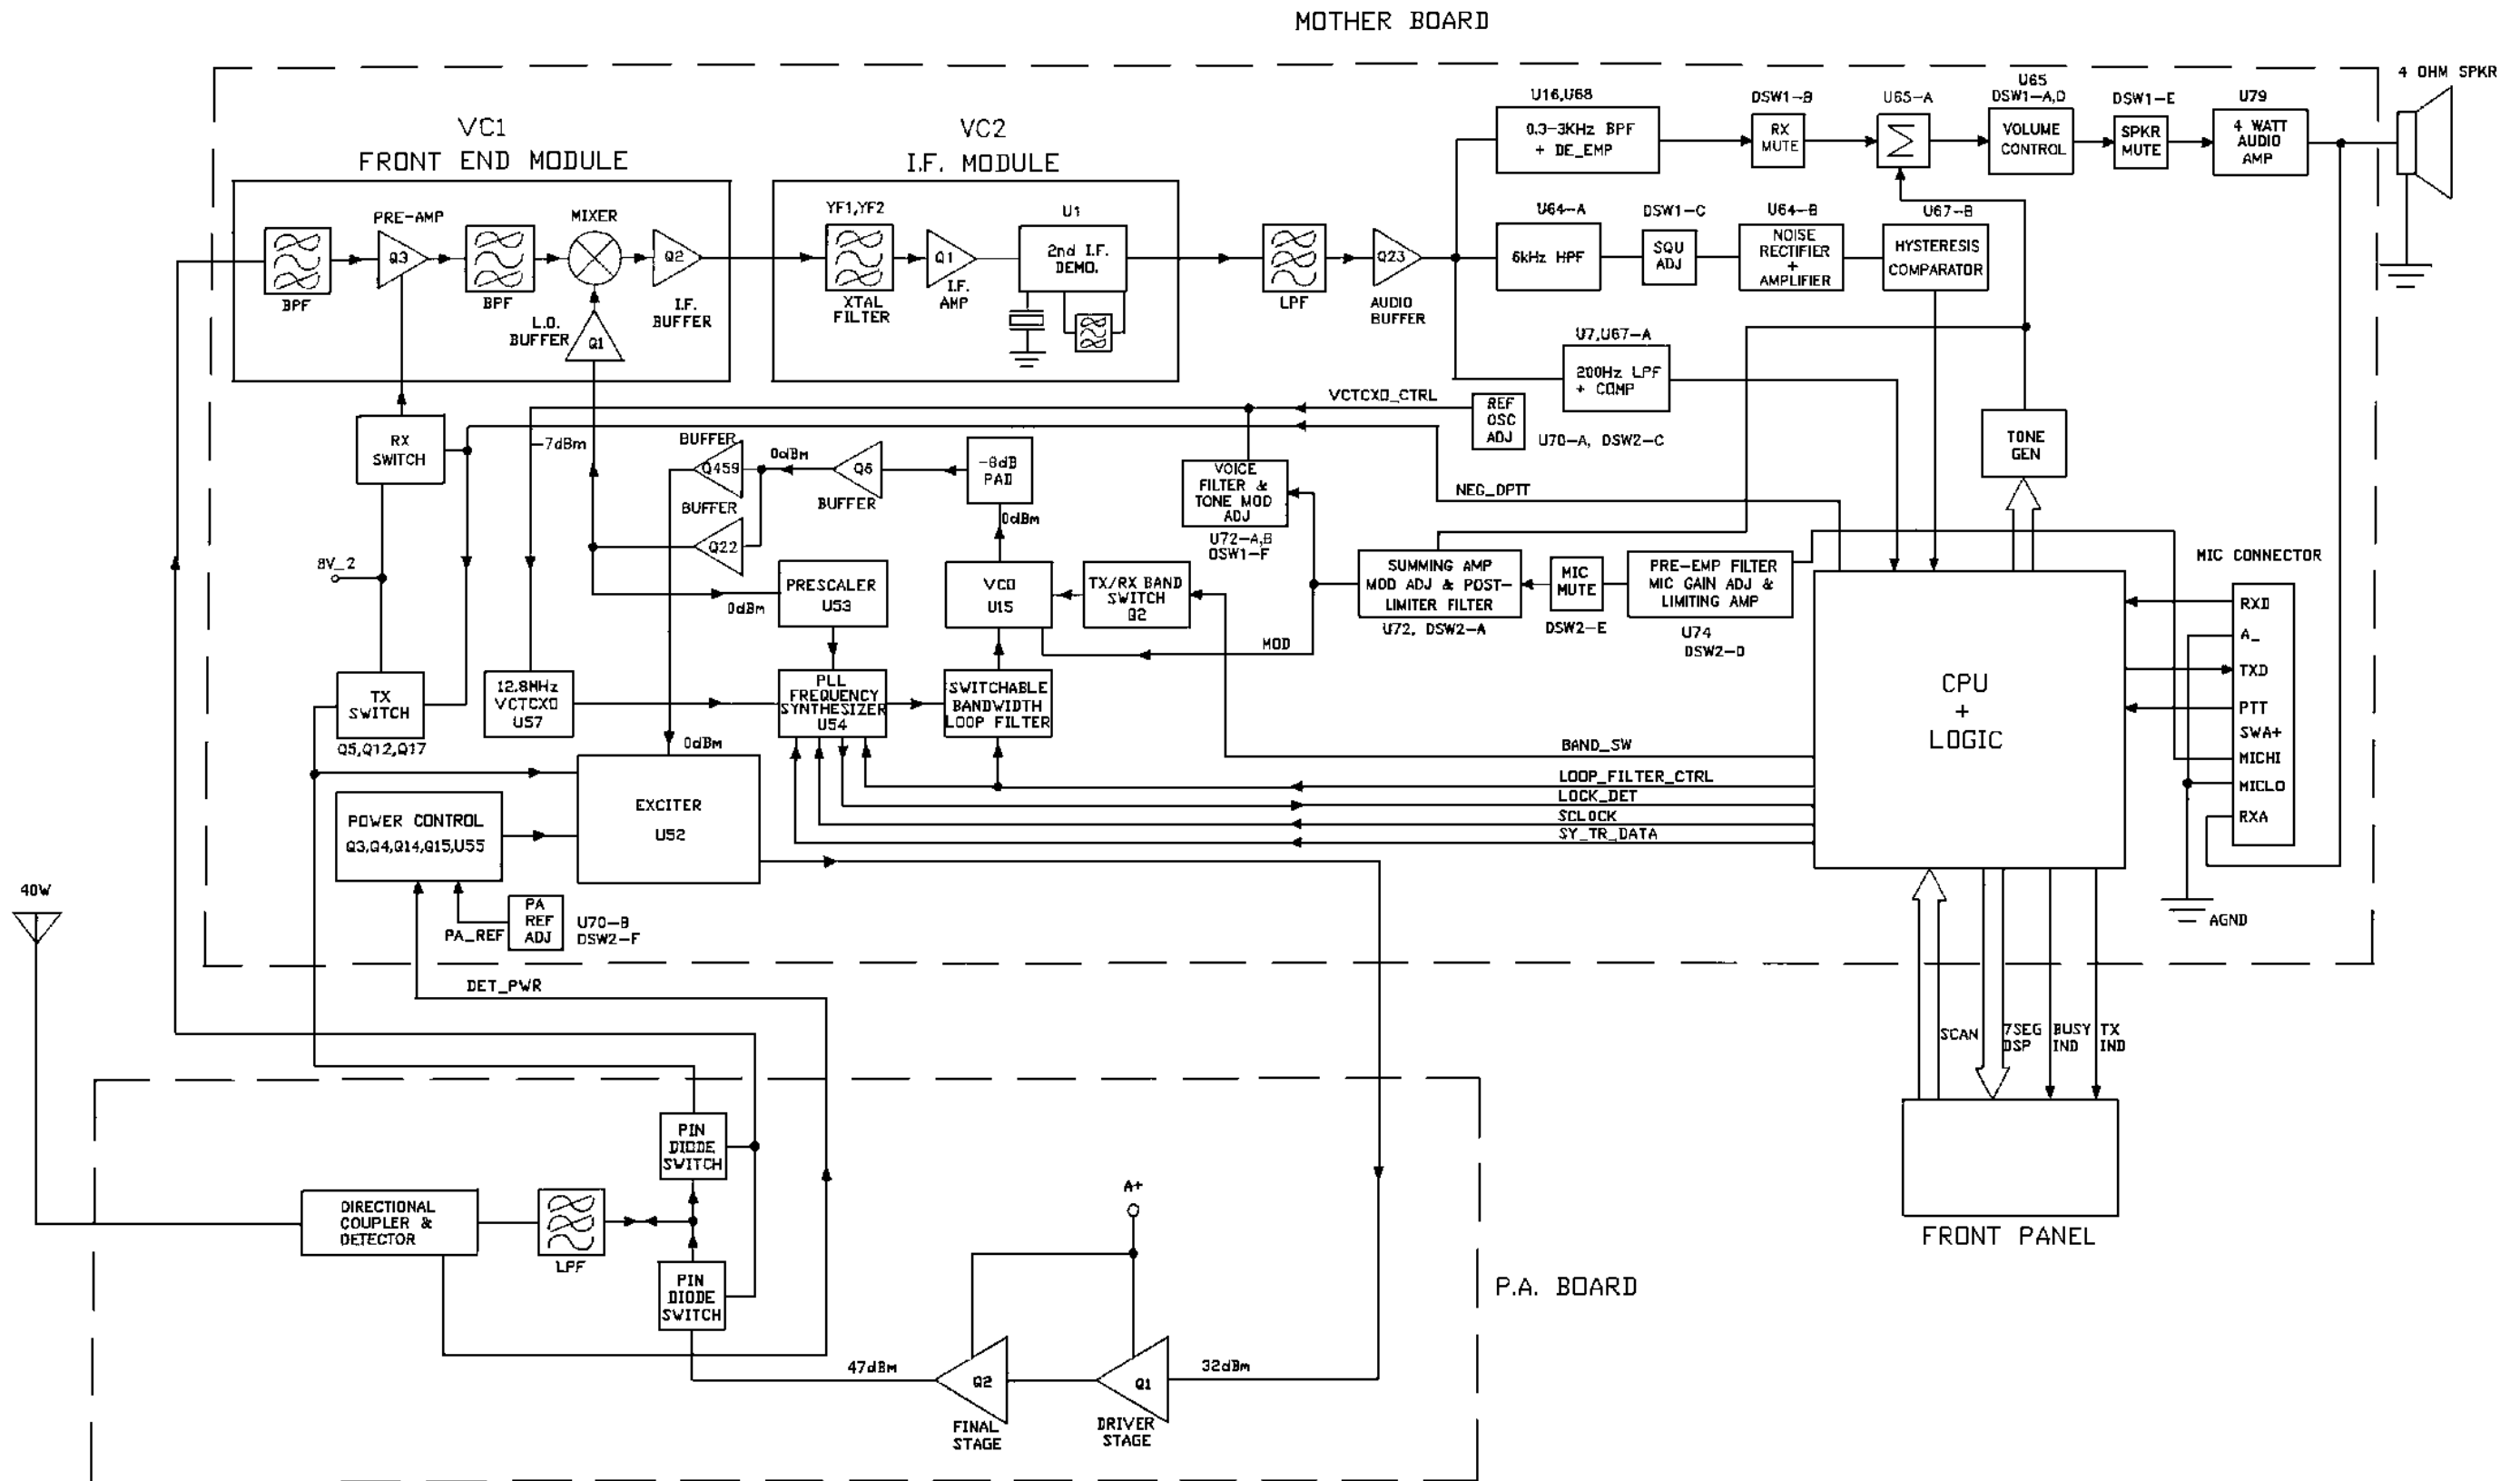 MOTHER BOARD
4 OHM SPKR
VC1
FRONT END MODULE
BPF
PRE-AMP
Q3
BPF
MIXER
L.O.
BUFFER
Q1
Q2
I.F.
BUFFER
VC2
I.F. MODULE
YF1,YF2
XTAL
FILTER
Q1
I.F.
AMP
U1
2nd I.F.
DEMO.
LPF
Q23
AUDIO
BUFFER
U16,U68
0.3-3KHz BPF
+ DE_EMP
DSW1-B
RX
MUTE
U65-A
Σ
U65
DSW1-A,D
VOLUME
CONTROL
DSW1-E
SPKR
MUTE
U79
4 WATT
AUDIO
AMP
U64-A
6kHz HPF
DSW1-C
SQU
ADJ
U64-B
NOISE
RECTIFIER
+
AMPLIFIER
U67-B
HYSTERESIS
COMPARATOR
U7,U67-A
200Hz LPF
+ COMP
VCTCXO_CTRL
REF
OSC
ADJ
U70-A, DSW2-C
TONE
GEN
RX
SWITCH
-7dBm
BUFFER
Q459
0dBm
Q6
BUFFER
-8dB
PAD
0dBm
BUFFER
Q22
VOICE
FILTER &
TONE MOD
ADJ
U72-A,B
DSW1-F
NEG_DPTT
8V_2
PRESCALER
U53
0dBm
VCO
U15
TX/RX BAND
SWITCH
Q2
SUMMING AMP
MOD ADJ & POST-
LIMITER FILTER
U72, DSW2-A
MIC
MUTE
DSW2-E
PRE-EMP FILTER
MIC GAIN ADJ &
LIMITING AMP
U74
DSW2-D
MOD
CPU
+
LOGIC
MIC CONNECTOR
RXD
A_
TXD
PTT
SWA+
MICHI
MICLO
RXA
AGND
TX
SWITCH
Q5,Q12,Q17
12.8MHz
VCTCXO
U57
PLL
FREQUENCY
SYNTHESIZER
U54
SWITCHABLE
BANDWIDTH
LOOP FILTER
0dBm
BAND_SW
LOOP_FILTER_CTRL
LOCK_DET
SCLOCK
SY_TR_DATA
EXCITER
U52
POWER CONTROL
Q3,Q4,Q14,Q15,U55
PA
REF
ADJ
PA_REF
U70-B
DSW2-F
40W
DET_PWR
SCAN
7SEG
DSP
BUSY
IND
TX
IND
FRONT PANEL
PIN
DIODE
SWITCH
DIRECTIONAL
COUPLER &
DETECTOR
LPF
PIN
DIODE
SWITCH
A+
P.A. BOARD
47dBm
Q2
FINAL
STAGE
Q1
DRIVER
STAGE
32dBm